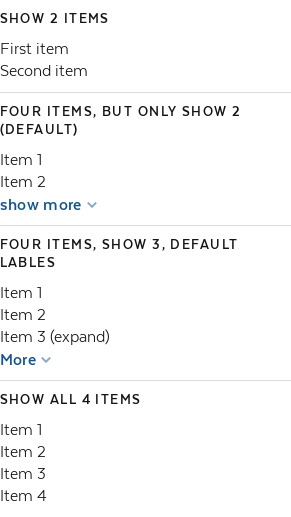 SHOW 2 ITEMS
First item
Second item
FOUR ITEMS, BUT ONLY SHOW 2
(DEFAULT)
Item 1
Item 2
show more
FOUR ITEMS, SHOW 3, DEFAULT
LABLES
Item 1
Item 2
Item 3 (expand)
More
SHOW ALL 4 ITEMS
Item 1
Item 2
Item 3
Item 4